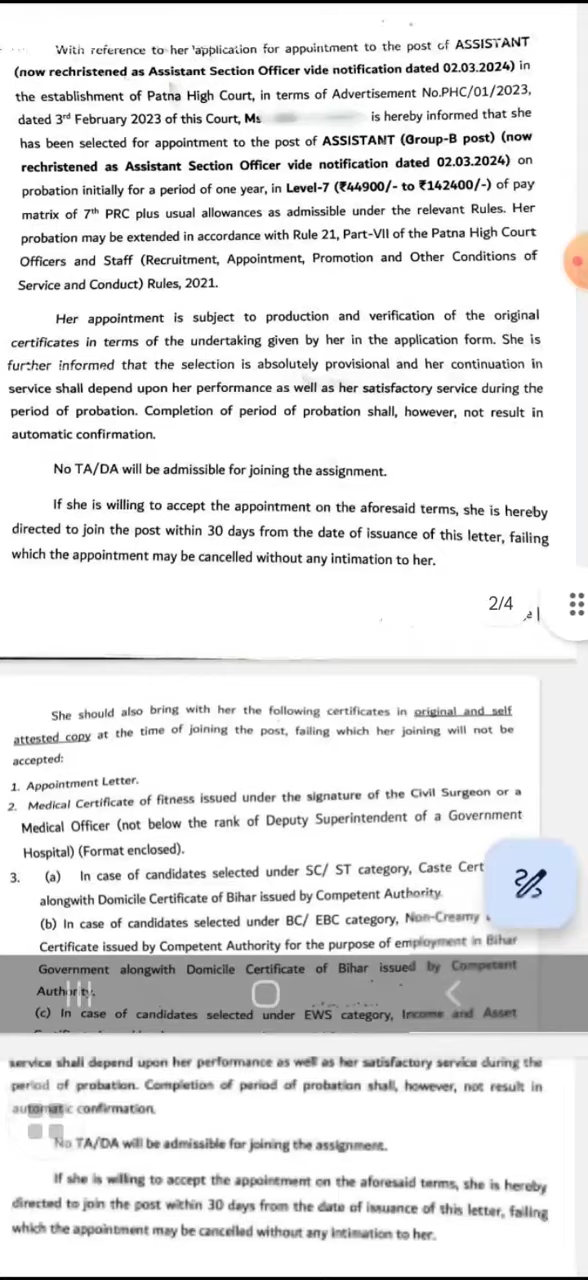 With reference to her application for appointment to the post of ASSISTANT
(now rechristened as Assistant Section Officer vide notification dated 02.03.2024) in
the establishment of Patna High Court, in terms of Advertisement No.PHC/01/2023,
dated 3rd February 2023 of this Court, Ms is hereby informed that she
has been selected for appointment to the post of ASSISTANT (Group-B post) (now
rechristened as Assistant Section Officer vide notification dated 02.03.2024) on
probation initially for a period of one year, in Level-7 (₹44900/- to ₹142400/-) of pay
matrix of 7th PRC plus usual allowances as admissible under the relevant Rules. Her
probation may be extended in accordance with Rule 21, Part-VII of the Patna High Court
Officers and Staff (Recruitment, Appointment, Promotion and Other Conditions of
Service and Conduct) Rules, 2021.
Her appointment is subject to production and verification of the original
certificates in terms of the undertaking given by her in the application form. She is
further informed that the selection is absolutely provisional and her continuation in
service shall depend upon her performance as well as her satisfactory service during the
period of probation. Completion of period of probation shall, however, not result in
automatic confirmation.
No TA/DA will be admissible for joining the assignment.
If she is willing to accept the appointment on the aforesaid terms, she is hereby
directed to join the post within 30 days from the date of issuance of this letter, failing
which the appointment may be cancelled without any intimation to her.
2/4
She should also bring with her the following certificates in original and self
attested copy at the time of joining the post, failing which her joining will not be
accepted:
1. Appointment Letter.
2. Medical Certificate of fitness issued under the signature of the Civil Surgeon or a
Medical Officer (not below the rank of Deputy Superintendent of a Government
Hospital) (Format enclosed).
3. (a) In case of candidates selected under SC/ ST category, Caste Cert
alongwith Domicile Certificate of Bihar issued by Competent Authority.
(b) In case of candidates selected under BC/ EBC category, Non-Creamy
Certificate issued by Competent Authority for the purpose of employment in Bihar
Government alongwith Domicile Certificate of Bihar issued by Competent
Authority.
(c) In case of candidates selected under EWS category, Income and Asset
service shall depend upon her performance as well as her satisfactory service during the
period of probation. Completion of period of probation shall, however, not result in
automatic confirmation.
No TA/DA will be admissible for joining the assignment.
If she is willing to accept the appointment on the aforesaid terms, she is hereby
directed to join the post within 30 days from the date of issuance of this letter, failing
which the appointment may be cancelled without any intimation to her.